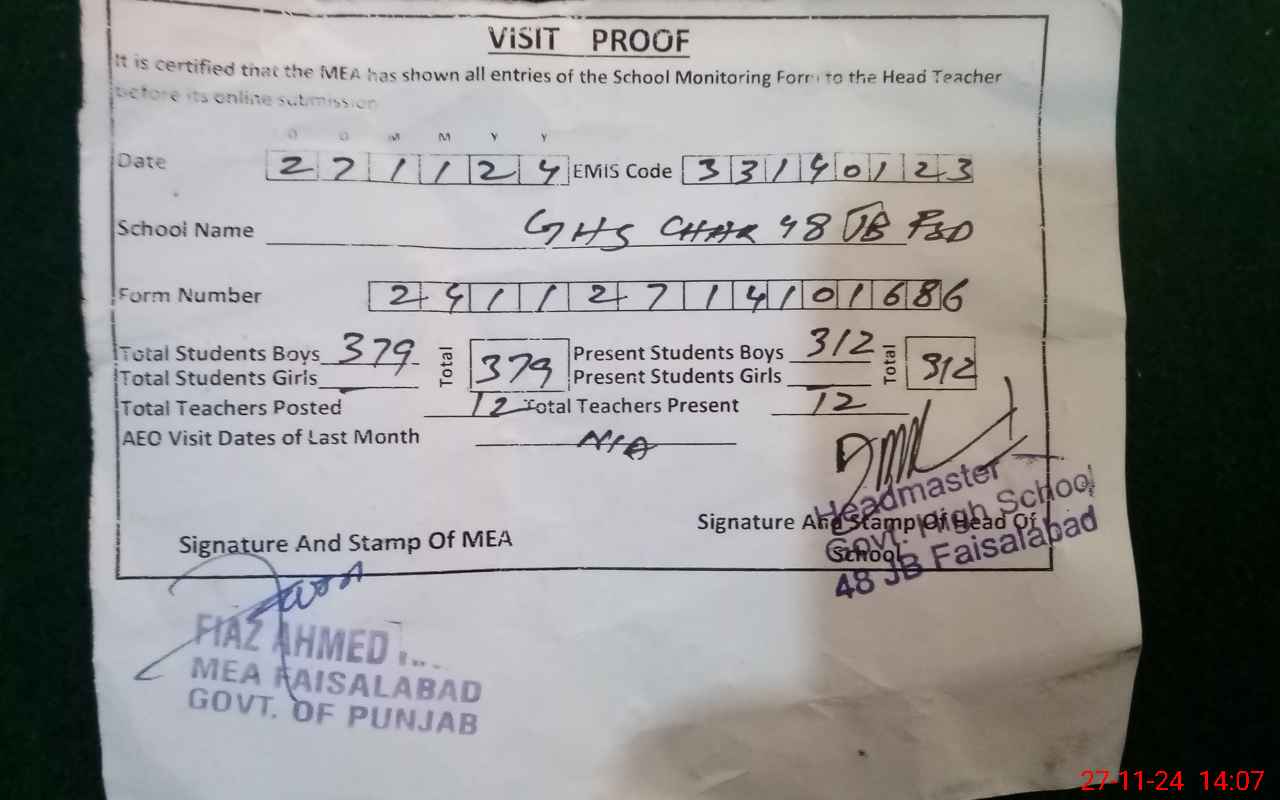 VISIT PROOF
It is certified that the MEA has shown all entries of the School Monitoring Form to the Head Teacher
before its online submission
D D M M Y Y
Date 2 7 1 1 2 4 EMIS Code 3 3 1 4 0 1 2 3
School Name GHS CHAK 48 JB FSD
Form Number 2 4 1 1 2 7 1 4 1 0 1 6 8 6
Total Students Boys 379 Total 379 Present Students Boys 312 Total 312
Total Students Girls Present Students Girls
Total Teachers Posted 12 Total Teachers Present 12
AEO Visit Dates of Last Month N/A
Signature And Stamp Of MEA
Signature And Stamp Of Head Of
School
Headmaster
Govt. High School
48 JB Faisalabad
FIAZ AHMED
MEA FAISALABAD
GOVT. OF PUNJAB
27-11-24 14:07